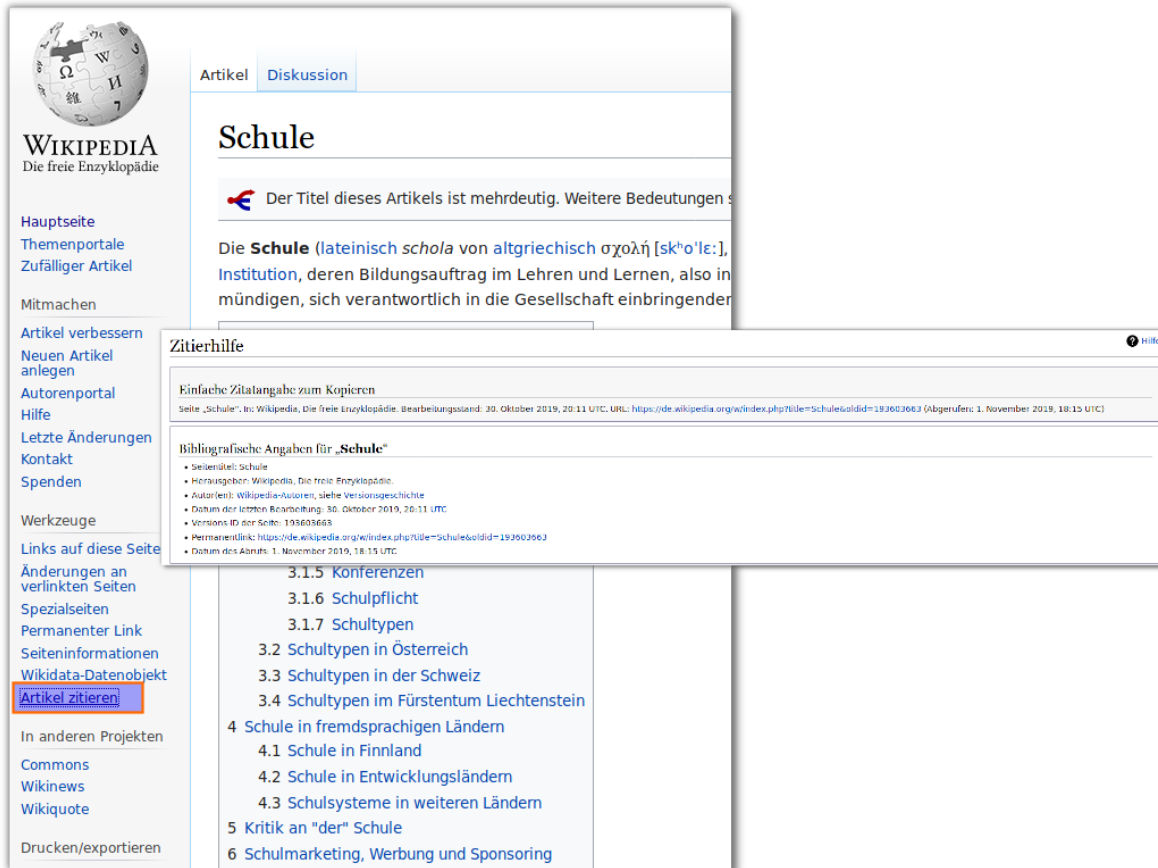 WIKIPEDIA
Die freie Enzyklopädie
Hauptseite
Themenportale
Zufälliger Artikel
Mitmachen
Artikel verbessern
Neuen Artikel
anlegen
Autorenportal
Hilfe
Letzte Änderungen
Kontakt
Spenden
Werkzeuge
Links auf diese Seite
Änderungen an
verlinkten Seiten
Spezialseiten
Permanenter Link
Seiteninformationen
Wikidata-Datenobjekt
Artikel zitieren
In anderen Projekten
Commons
Wikinews
Wikiquote
Drucken/exportieren
Artikel Diskussion
Schule
Der Titel dieses Artikels ist mehrdeutig. Weitere Bedeutungen
Die Schule (lateinisch schola von altgriechisch σχολή [skʰoˈlɛː],
Institution, deren Bildungsauftrag im Lehren und Lernen, also in
mündigen, sich verantwortlich in die Gesellschaft einbringender
Zitierhilfe
Hilfe
Einfache Zitatangabe zum Kopieren
Seite „Schule“. In: Wikipedia, Die freie Enzyklopädie. Bearbeitungsstand: 30. Oktober 2019, 20:11 UTC. URL: https://de.wikipedia.org/w/index.php?title=Schule&oldid=193603663 (Abgerufen: 1. November 2019, 18:15 UTC)
Bibliografische Angaben für „Schule“
• Seitentitel: Schule
• Herausgeber: Wikipedia, Die freie Enzyklopädie.
• Autor(en): Wikipedia-Autoren, siehe Versionsgeschichte
• Datum der letzten Bearbeitung: 30. Oktober 2019, 20:11 UTC
• Versions-ID der Seite: 193603663
• Permanentlink: https://de.wikipedia.org/w/index.php?title=Schule&oldid=193603663
• Datum des Abrufs: 1. November 2019, 18:15 UTC
3.1.5 Konferenzen
3.1.6 Schulpflicht
3.1.7 Schultypen
3.2 Schultypen in Österreich
3.3 Schultypen in der Schweiz
3.4 Schultypen im Fürstentum Liechtenstein
4 Schule in fremdsprachigen Ländern
4.1 Schule in Finnland
4.2 Schule in Entwicklungsländern
4.3 Schulsysteme in weiteren Ländern
5 Kritik an "der" Schule
6 Schulmarketing, Werbung und Sponsoring